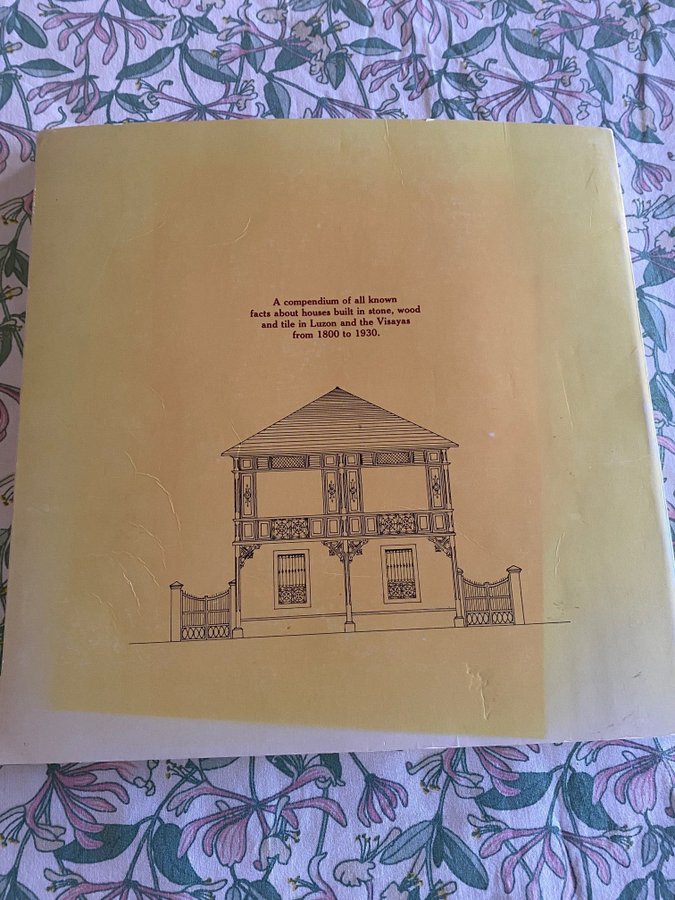 A compendium of all known
facts about houses built in stone, wood
and tile in Luzon and the Visayas
from 1800 to 1930.